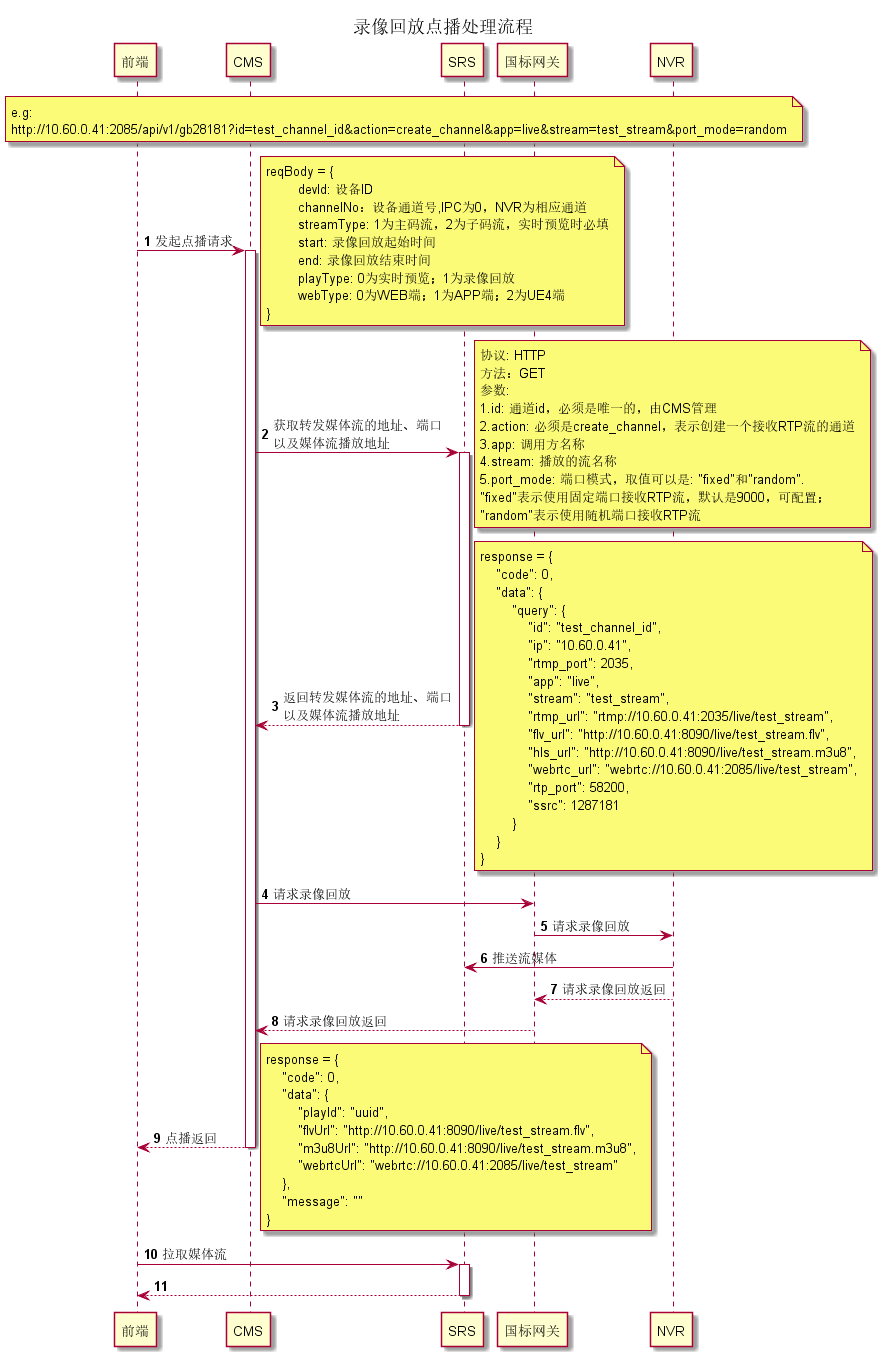 录像回放点播处理流程
前端
CMS
SRS
国标网关
NVR
e.g:
http://10.60.0.41:2085/api/v1/gb28181?id=test_channel_id&action=create_channel&app=live&stream=test_stream&port_mode=random
reqBody = {
devId: 设备ID
channelNo：设备通道号,IPC为0，NVR为相应通道
streamType: 1为主码流，2为子码流，实时预览时必填
start: 录像回放起始时间
end: 录像回放结束时间
playType: 0为实时预览；1为录像回放
webType: 0为WEB端；1为APP端；2为UE4端
}
1 发起点播请求
协议: HTTP
方法：GET
参数:
1.id: 通道id，必须是唯一的，由CMS管理
2.action: 必须是create_channel，表示创建一个接收RTP流的通道
3.app: 调用方名称
4.stream: 播放的流名称
5.port_mode: 端口模式，取值可以是: "fixed"和"random".
"fixed"表示使用固定端口接收RTP流，默认是9000，可配置；
"random"表示使用随机端口接收RTP流
2 获取转发媒体流的地址、端口
以及媒体流播放地址
response = {
"code": 0,
"data": {
"query": {
"id": "test_channel_id",
"ip": "10.60.0.41",
"rtmp_port": 2035,
"app": "live",
"stream": "test_stream",
"rtmp_url": "rtmp://10.60.0.41:2035/live/test_stream",
"flv_url": "http://10.60.0.41:8090/live/test_stream.flv",
"hls_url": "http://10.60.0.41:8090/live/test_stream.m3u8",
"webrtc_url": "webrtc://10.60.0.41:2085/live/test_stream",
"rtp_port": 58200,
"ssrc": 1287181
}
}
}
3 返回转发媒体流的地址、端口
以及媒体流播放地址
4 请求录像回放
5 请求录像回放
6 推送流媒体
7 请求录像回放返回
8 请求录像回放返回
response = {
"code": 0,
"data": {
"playId": "uuid",
"flvUrl": "http://10.60.0.41:8090/live/test_stream.flv",
"m3u8Url": "http://10.60.0.41:8090/live/test_stream.m3u8",
"webrtcUrl": "webrtc://10.60.0.41:2085/live/test_stream"
},
"message": ""
}
9 点播返回
10 拉取媒体流
11
前端
CMS
SRS
国标网关
NVR